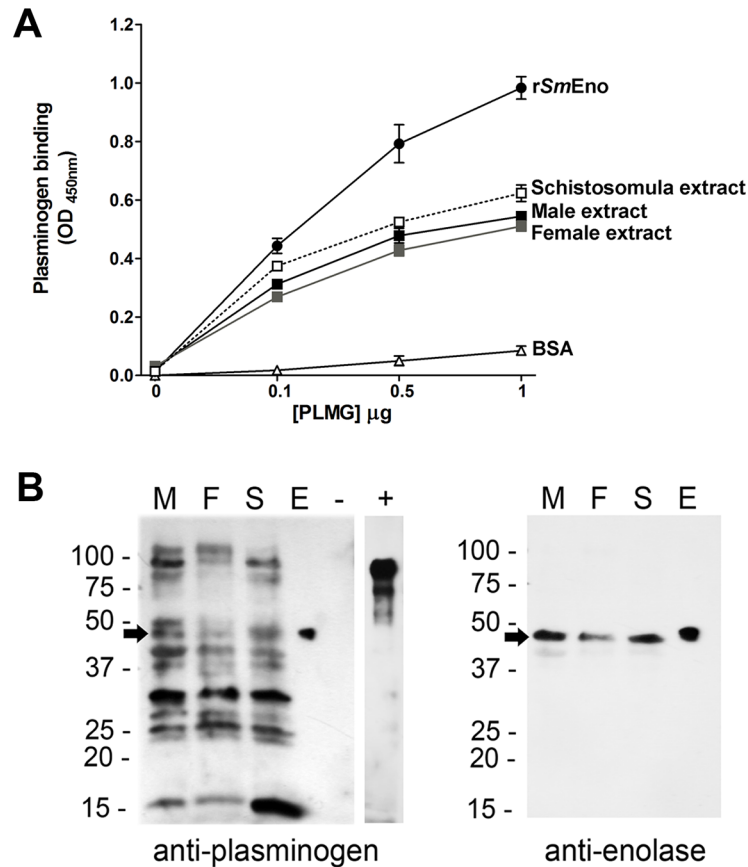 A
Plasminogen binding
(OD 450nm)
1.2
1.0
0.8
0.6
0.4
0.2
0.0
0 0.1 0.5 1
[PLMG] µg
rSmEno
Schistosomula extract
Male extract
Female extract
BSA
B
M F S E - +
100 -
75 -
50 -
37 -
25 -
20 -
15 -
anti-plasminogen
M F S E
100 -
75 -
50 -
37 -
25 -
20 -
15 -
anti-enolase